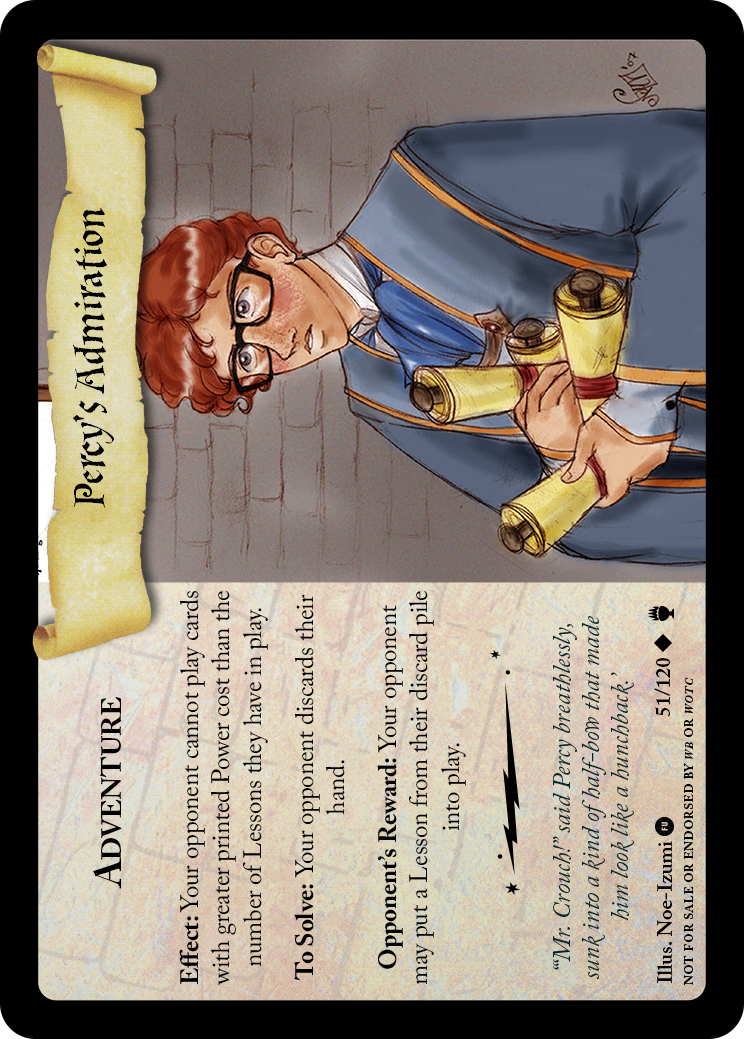 Percy's Admiration
ADVENTURE
Effect: Your opponent cannot play cards
with greater printed Power cost than the
number of Lessons they have in play.
To Solve: Your opponent discards their
hand.
Opponent's Reward: Your opponent
may put a Lesson from their discard pile
into play.
“‘Mr. Crouch!’ said Percy breathlessly,
sunk into a kind of half-bow that made
him look like a hunchback.’
Illus. Noe-Izumi FU 51/120
NOT FOR SALE OR ENDORSED BY WB OR WOTC